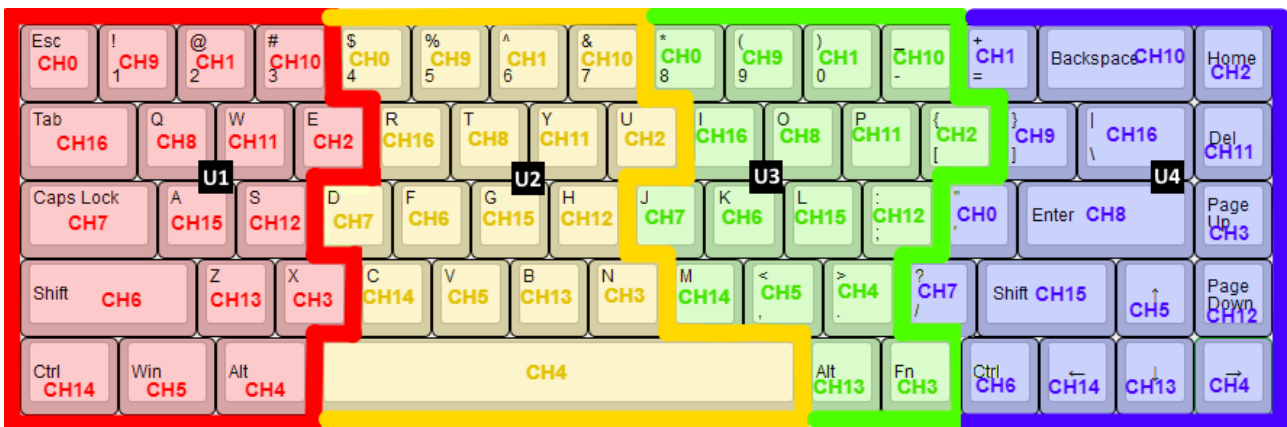 Esc CH0 ! 1 CH9 @ 2 CH1 # 3 CH10 $ 4 CH0 % 5 CH9 ^ 6 CH1 & 7 CH10 * 8 CH0 ( 9 CH9 ) 0 CH1 _ - CH10 + = CH1 Backspace CH10 Home CH2
Tab CH16 Q CH8 W CH11 E CH2 R CH16 T CH8 Y CH11 U CH2 I CH16 O CH8 P CH11 { [ CH2 } ] CH9 | \ CH16 Del CH11
U1 U2 U3 U4
Caps Lock CH7 A CH15 S CH12 D CH7 F CH6 G CH15 H CH12 J CH7 K CH6 L CH15 : ; CH12 " ' CH0 Enter CH8 Page Up CH3
Shift CH6 Z CH13 X CH3 C CH14 V CH5 B CH13 N CH3 M CH14 < , CH5 > . CH4 ? / CH7 Shift CH15 ↑ CH5 Page Down CH12
Ctrl CH14 Win CH5 Alt CH4 CH4 Alt CH13 Fn CH3 Ctrl CH6 ← CH14 ↓ CH13 → CH4